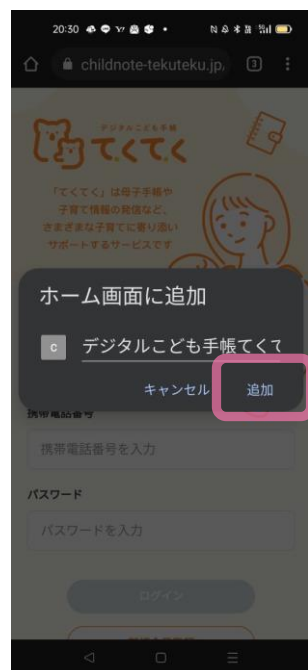 20:30
childnote-tekuteku.jp,
3
デジタルこども手帳
てくてく
「てくてく」は母子手帳や
子育て情報の発信など、
さまざまな子育てに寄り添い
サポートするサービスです
ホーム画面に追加
c
デジタルこども手帳てくて
キャンセル
追加
携帯電話番号
携帯電話番号を入力
パスワード
パスワードを入力
ログイン